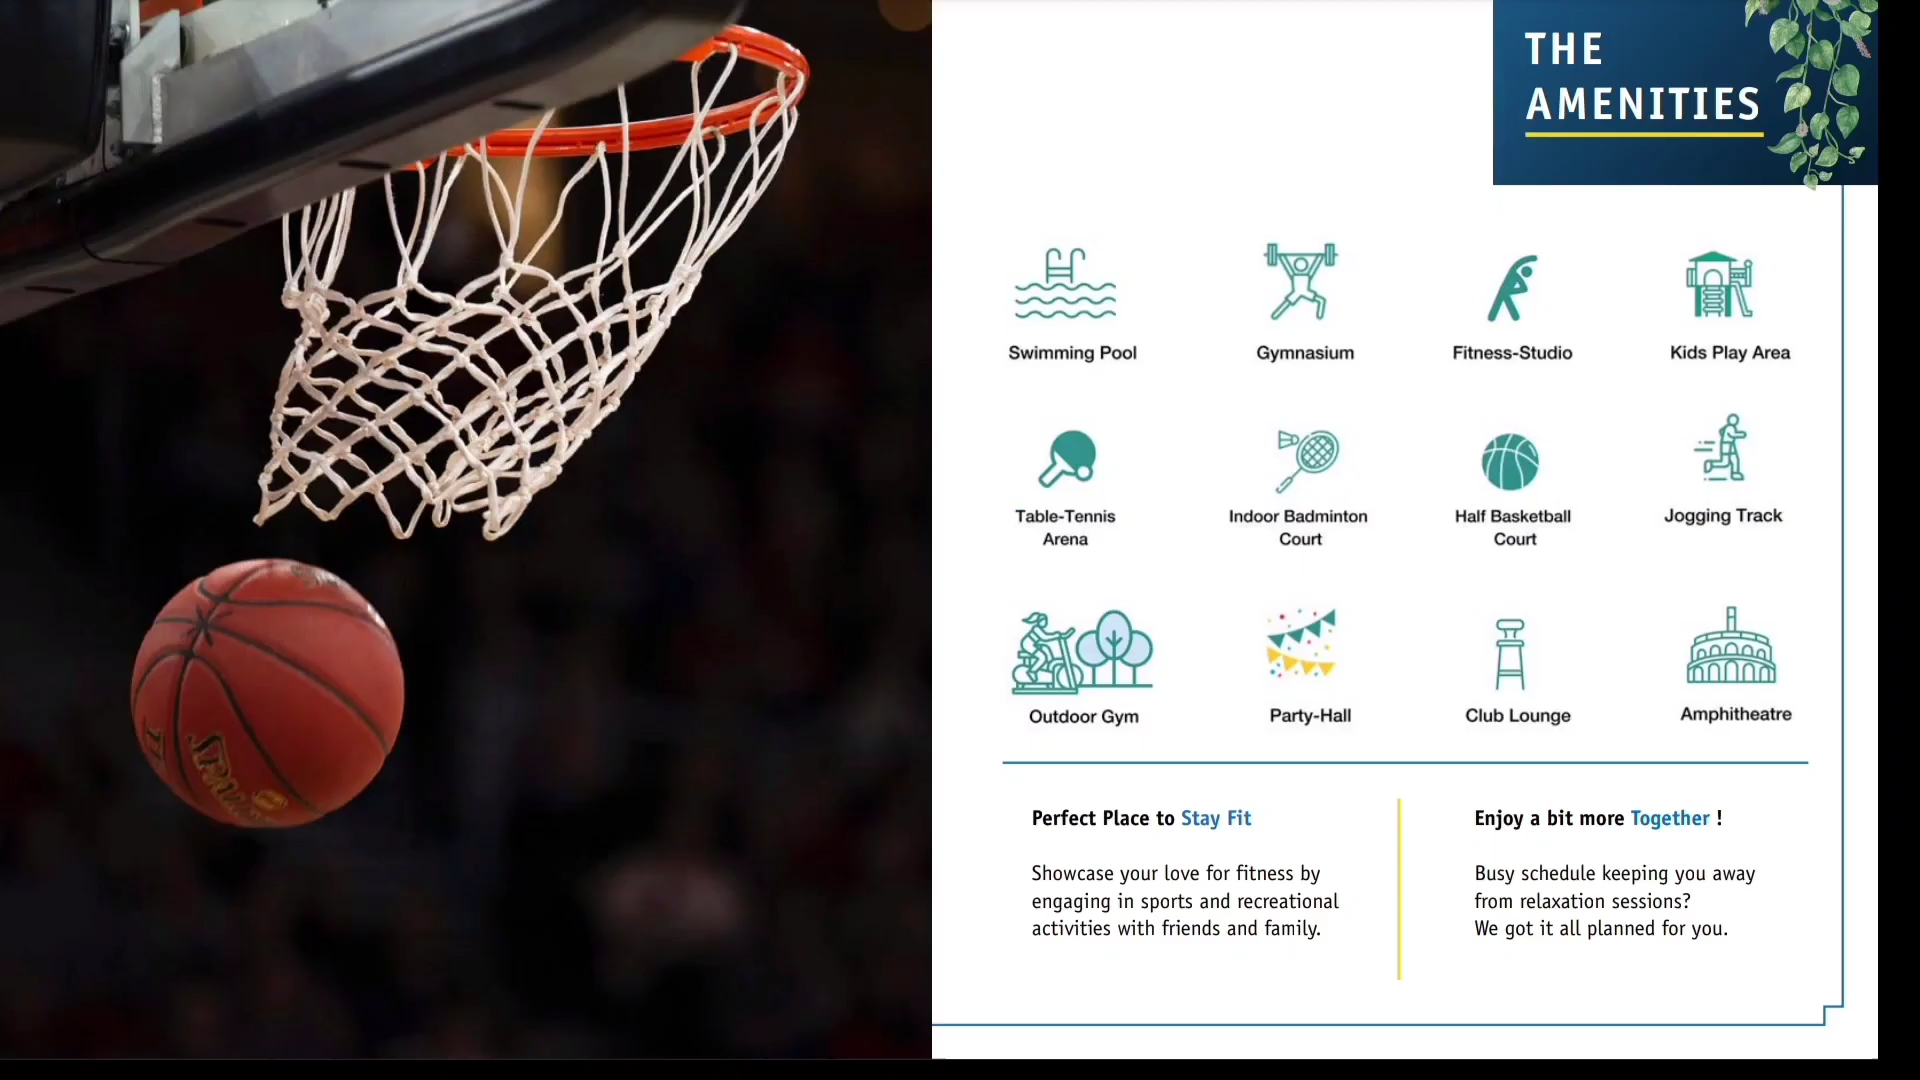 THE
AMENITIES
Swimming Pool
Gymnasium
Fitness-Studio
Kids Play Area
Table-Tennis
Arena
Indoor Badminton
Court
Half Basketball
Court
Jogging Track
Outdoor Gym
Party-Hall
Club Lounge
Amphitheatre
Perfect Place to Stay Fit
Showcase your love for fitness by
engaging in sports and recreational
activities with friends and family.
Enjoy a bit more Together !
Busy schedule keeping you away
from relaxation sessions?
We got it all planned for you.